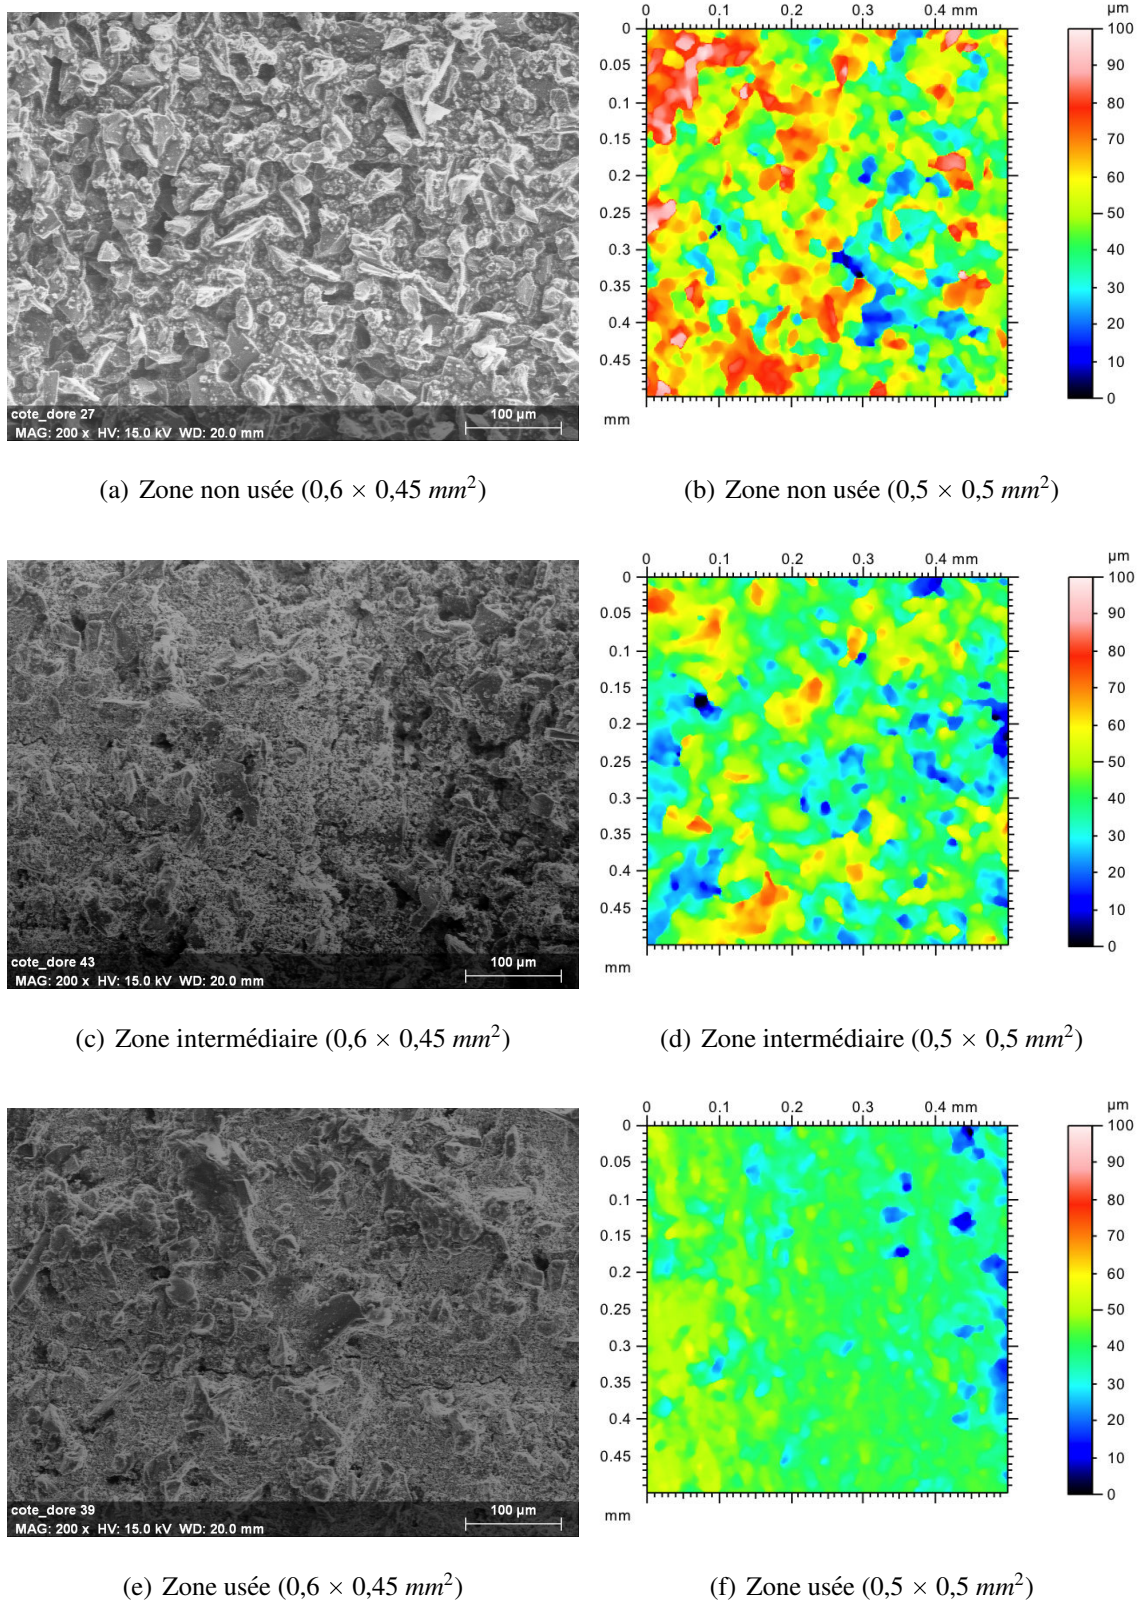 0 0.1 0.2 0.3 0.4 mm
µm
0
0.05
0.1
0.15
0.2
0.25
0.3
0.35
0.4
0.45
mm
100
90
80
70
60
50
40
30
20
10
0
cote_dore 27
MAG: 200 x HV: 15.0 kV WD: 20.0 mm
100 µm
(a) Zone non usée (0,6 × 0,45 mm²)
(b) Zone non usée (0,5 × 0,5 mm²)
0 0.1 0.2 0.3 0.4 mm
µm
0
0.05
0.1
0.15
0.2
0.25
0.3
0.35
0.4
0.45
mm
100
90
80
70
60
50
40
30
20
10
0
cote_dore 43
MAG: 200 x HV: 15.0 kV WD: 20.0 mm
100 µm
(c) Zone intermédiaire (0,6 × 0,45 mm²)
(d) Zone intermédiaire (0,5 × 0,5 mm²)
0 0.1 0.2 0.3 0.4 mm
µm
0
0.05
0.1
0.15
0.2
0.25
0.3
0.35
0.4
0.45
mm
100
90
80
70
60
50
40
30
20
10
0
cote_dore 39
MAG: 200 x HV: 15.0 kV WD: 20.0 mm
100 µm
(e) Zone usée (0,6 × 0,45 mm²)
(f) Zone usée (0,5 × 0,5 mm²)